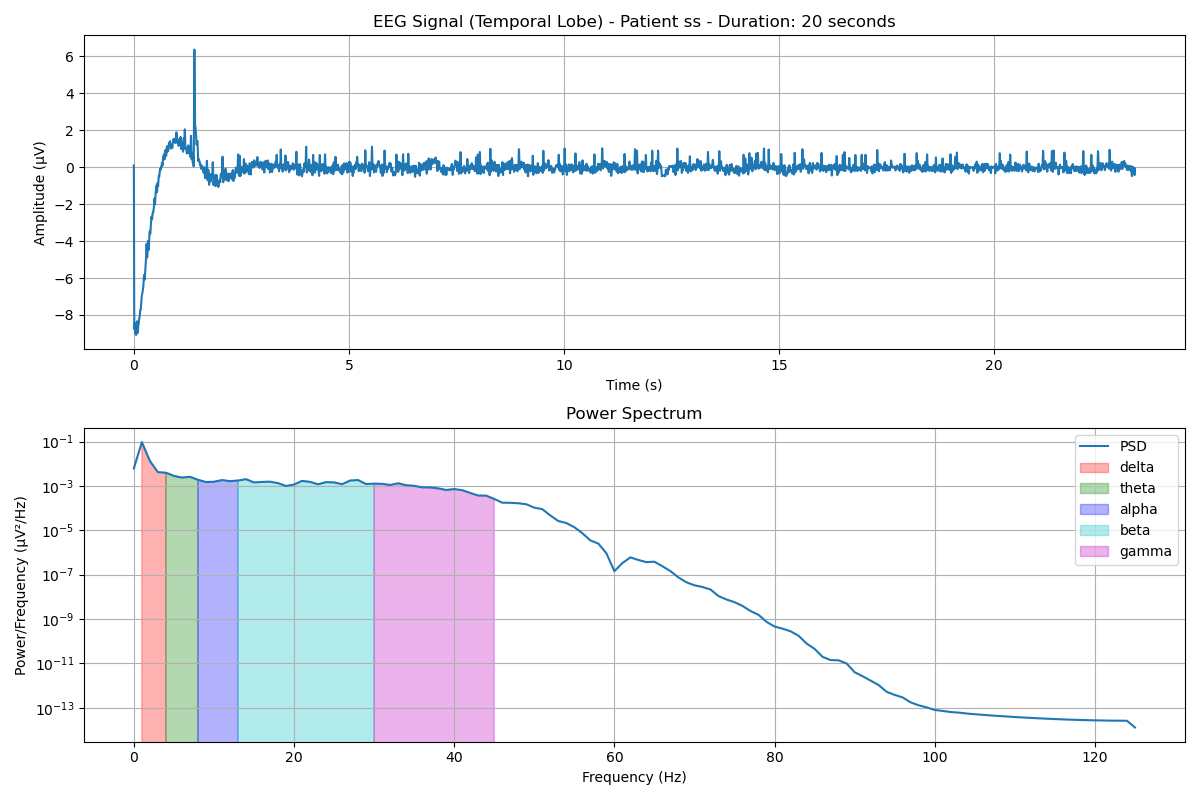 EEG Signal (Temporal Lobe) - Patient ss - Duration: 20 seconds
Amplitude (µV)
6
4
2
0
−2
−4
−6
−8
0 5 10 15 20
Time (s)
Power Spectrum
Power/Frequency (µV²/Hz)
10⁻¹
10⁻³
10⁻⁵
10⁻⁷
10⁻⁹
10⁻¹¹
10⁻¹³
PSD
delta
theta
alpha
beta
gamma
0 20 40 60 80 100 120
Frequency (Hz)